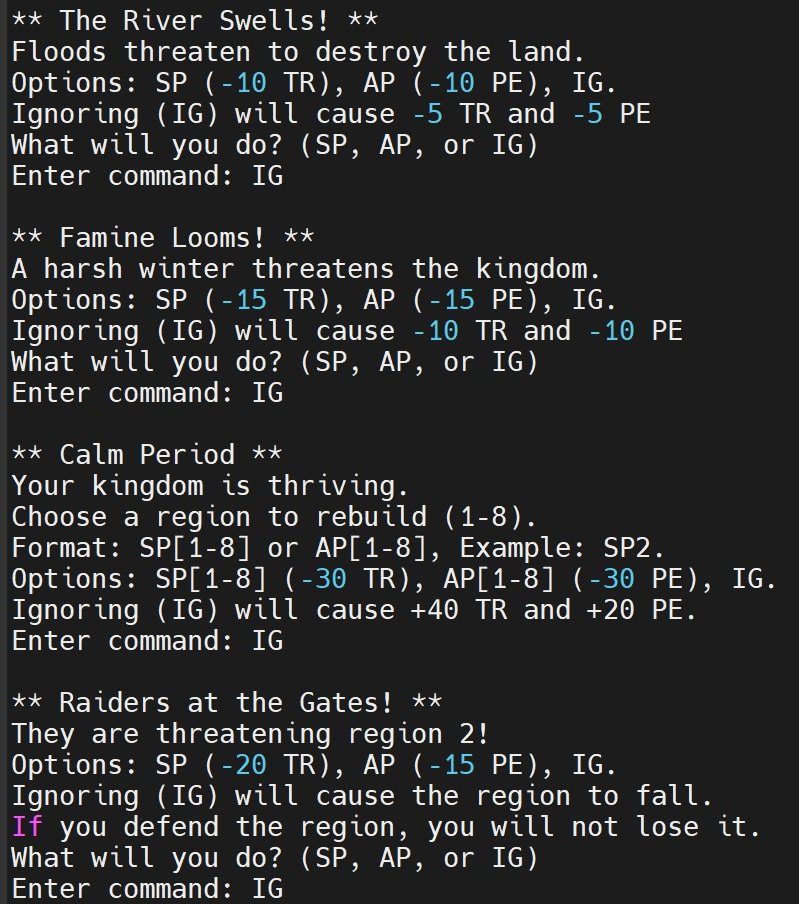 ** The River Swells! **
Floods threaten to destroy the land.
Options: SP (-10 TR), AP (-10 PE), IG.
Ignoring (IG) will cause -5 TR and -5 PE
What will you do? (SP, AP, or IG)
Enter command: IG

** Famine Looms! **
A harsh winter threatens the kingdom.
Options: SP (-15 TR), AP (-15 PE), IG.
Ignoring (IG) will cause -10 TR and -10 PE
What will you do? (SP, AP, or IG)
Enter command: IG

** Calm Period **
Your kingdom is thriving.
Choose a region to rebuild (1-8).
Format: SP[1-8] or AP[1-8], Example: SP2.
Options: SP[1-8] (-30 TR), AP[1-8] (-30 PE), IG.
Ignoring (IG) will cause +40 TR and +20 PE.
Enter command: IG

** Raiders at the Gates! **
They are threatening region 2!
Options: SP (-20 TR), AP (-15 PE), IG.
Ignoring (IG) will cause the region to fall.
If you defend the region, you will not lose it.
What will you do? (SP, AP, or IG)
Enter command: IG